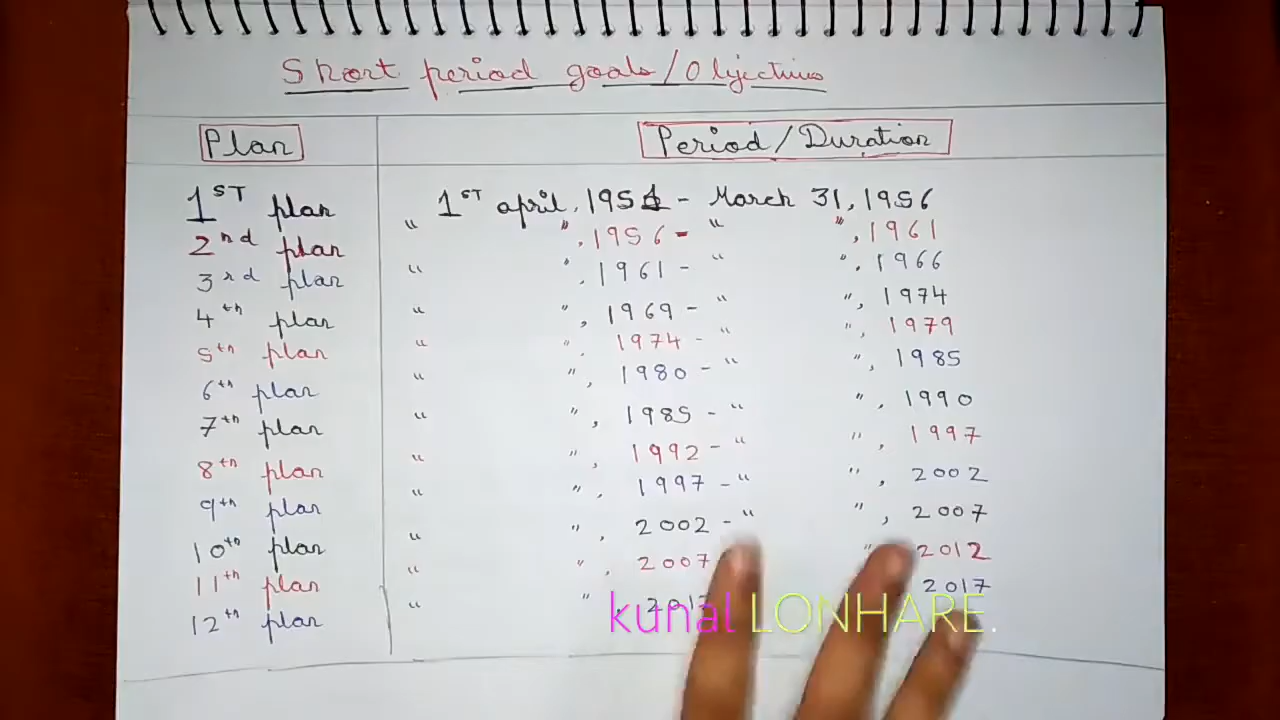 Short period goals/Objectives
Plan Period/Duration
1ST plan 1ST april, 1951 - March 31, 1956
2nd plan " ", 1956 - " ", 1961
3rd plan " ", 1961 - " ", 1966
4th plan " ", 1969 - " ", 1974
5th plan " ", 1974 - " ", 1979
6th plan " ", 1980 - " ", 1985
7th plan " ", 1985 - " ", 1990
8th plan " ", 1992 - " ", 1997
9th plan " ", 1997 - " ", 2002
10th plan " ", 2002 - " ", 2007
11th plan " ", 2007 " 2012
12th plan " " 2017
kunal LONHARE.